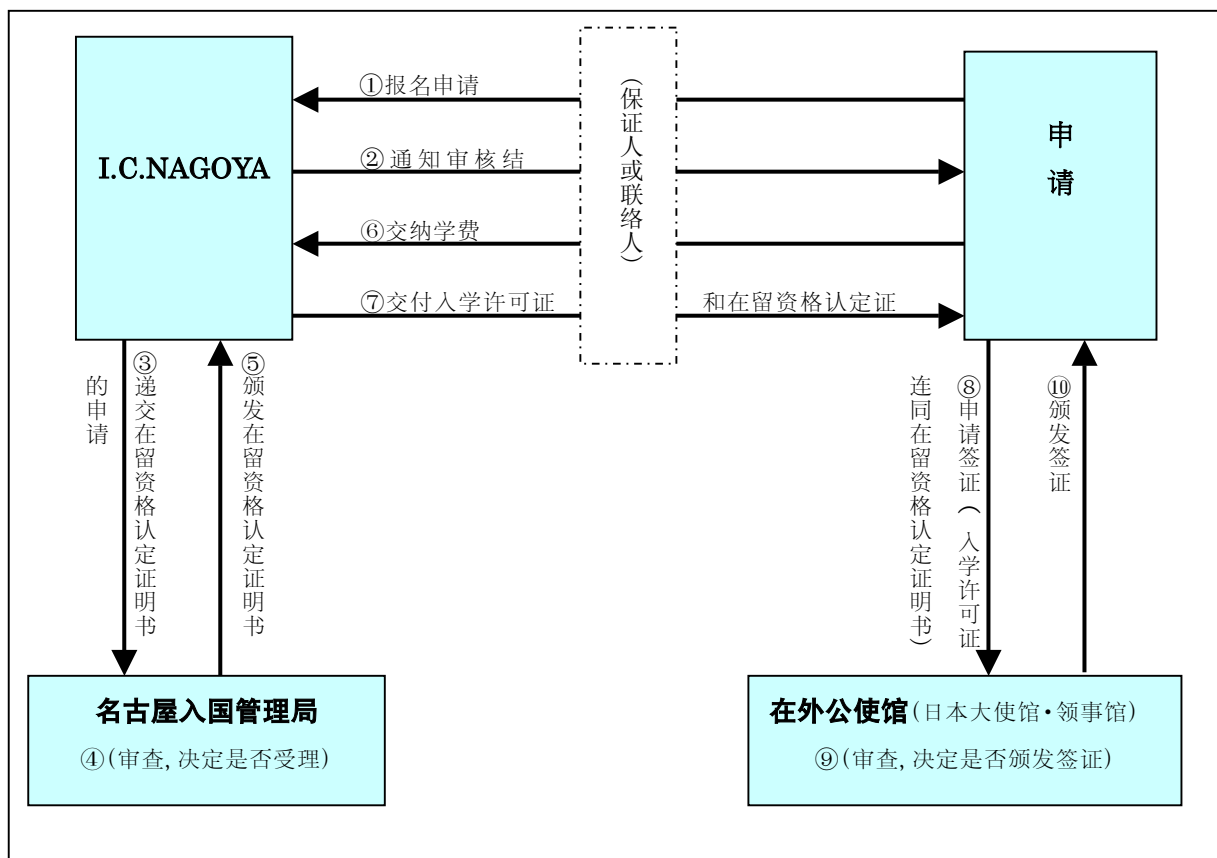 ①报名申请
I.C.NAGOYA
②通知审核结
⑥交纳学费
⑦交付入学许可证
(保证人或联络人)
和在留资格认定证
申
请
③递交在留资格认定证明书
的申请
⑤颁发在留资格认定证明书
⑧申请签证(入学许可证
连同在留资格认定证明书)
⑩颁发签证
名古屋入国管理局
④(审查,决定是否受理)
在外公使馆(日本大使馆・领事馆)
⑨(审查,决定是否颁发签证)